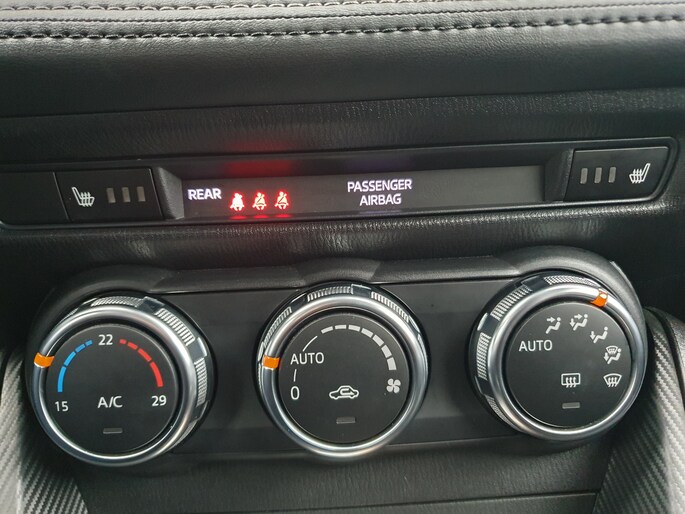 REAR
PASSENGER
AIRBAG
22
15
A/C
29
AUTO
0
AUTO